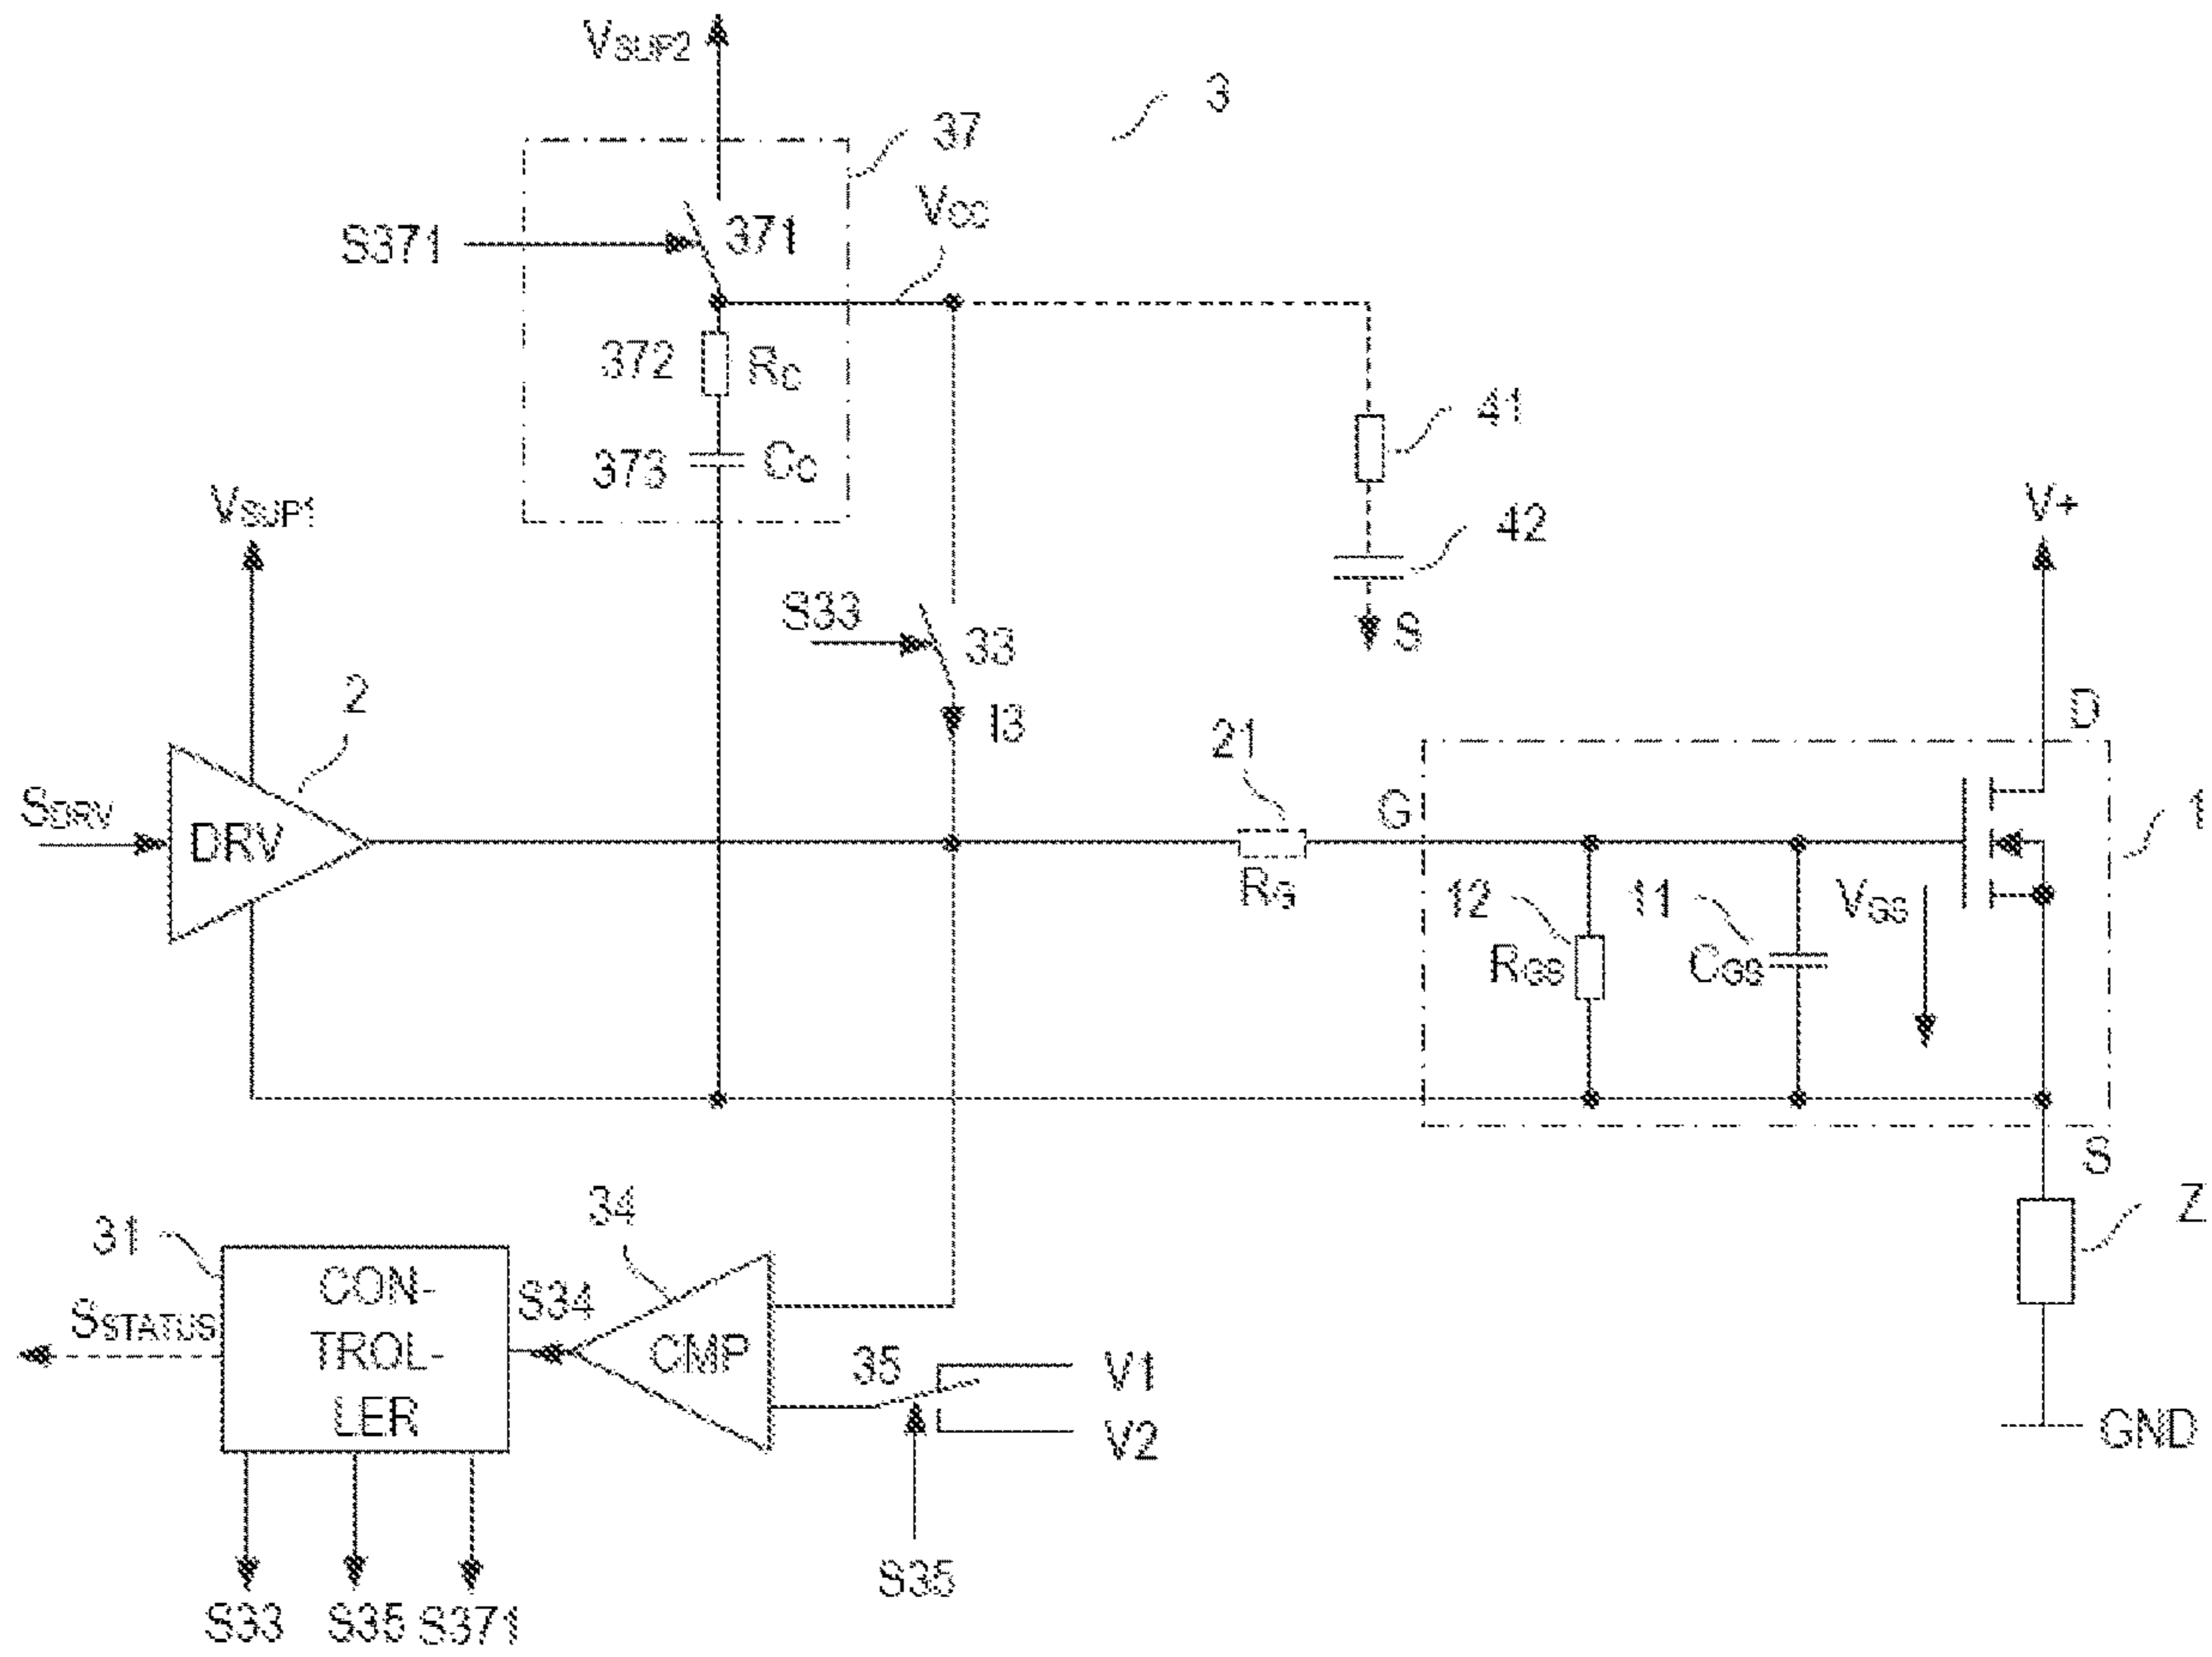 VSUP2
3
37
VCC
S371
371
372
RC
373
CC
41
42
S
VSUP1
V+
S33
33
I3
2
D
21
G
1
SDRV
DRV
RG
12
11
VGS
RGS
CGS
S
Z
34
31
CON-
TROL-
LER
S34
SSTATUS
CMP
35
V1
V2
GND
S35
S33
S35
S371